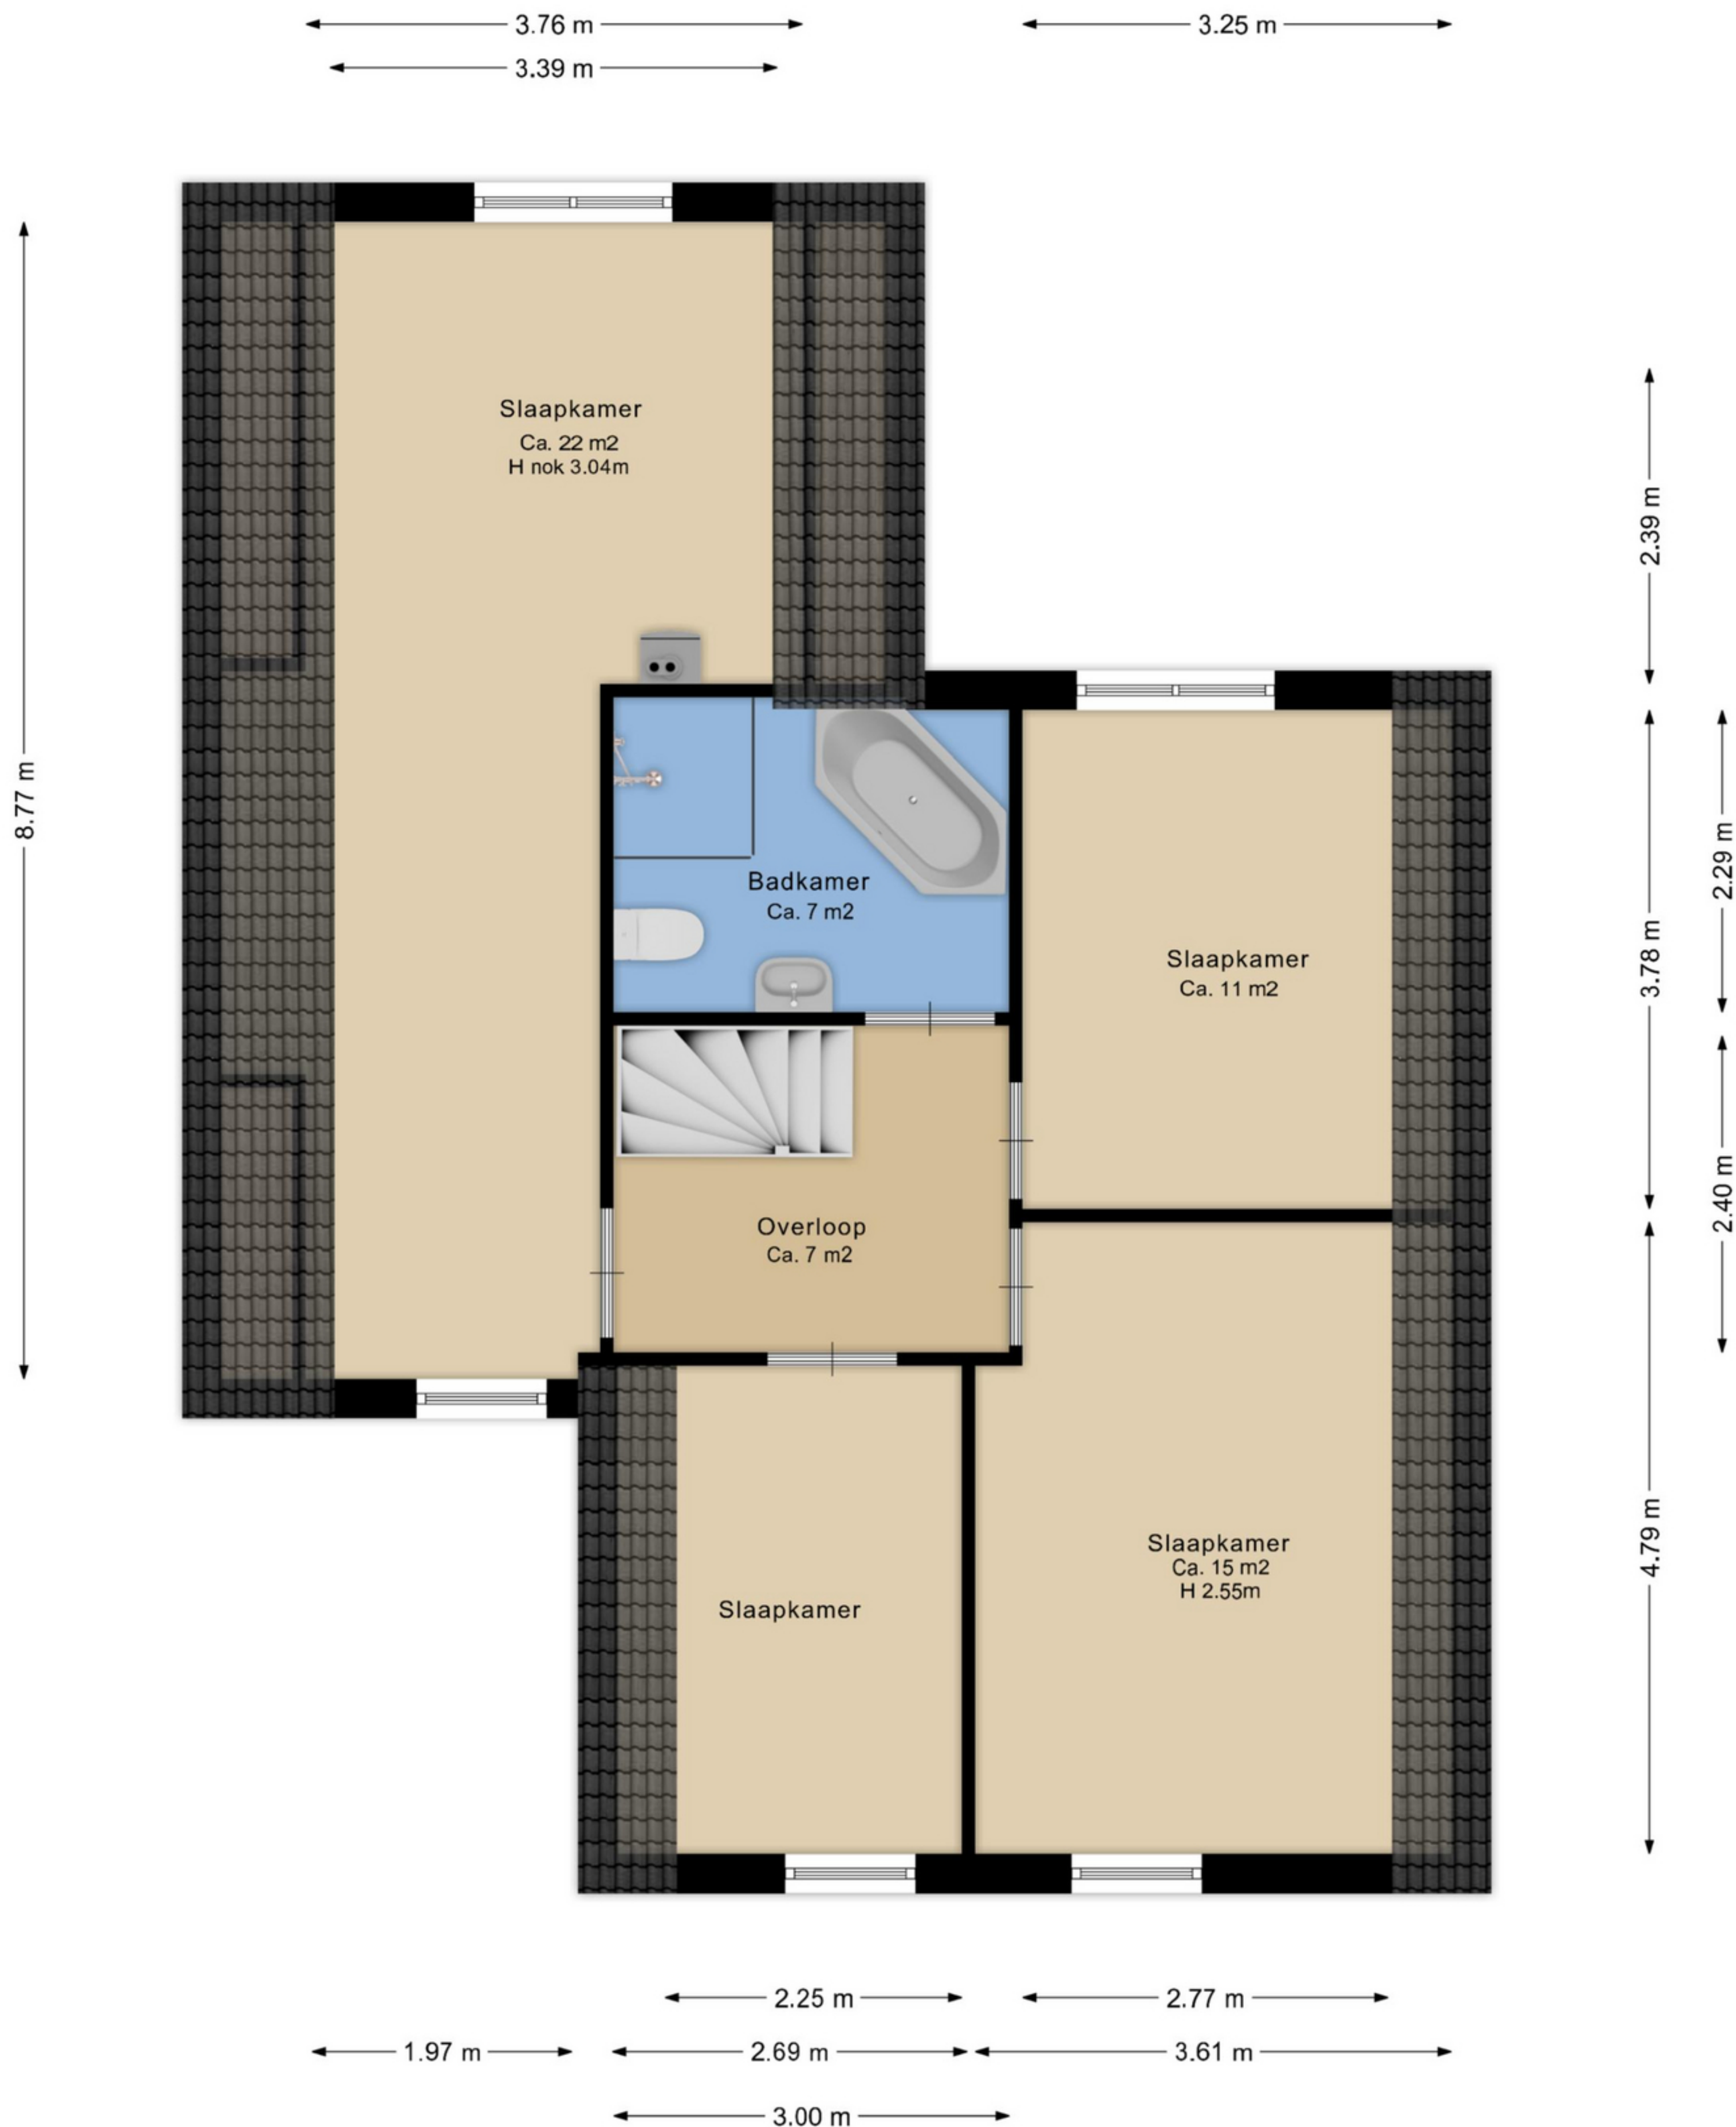 3.76 m
3.25 m
3.39 m
Slaapkamer
Ca. 22 m2
H nok 3.04m
2.39 m
8.77 m
Badkamer
Ca. 7 m2
2.29 m
3.78 m
Slaapkamer
Ca. 11 m2
Overloop
Ca. 7 m2
2.40 m
Slaapkamer
Ca. 15 m2
H 2.55m
4.79 m
Slaapkamer
2.25 m
2.77 m
1.97 m
2.69 m
3.61 m
3.00 m